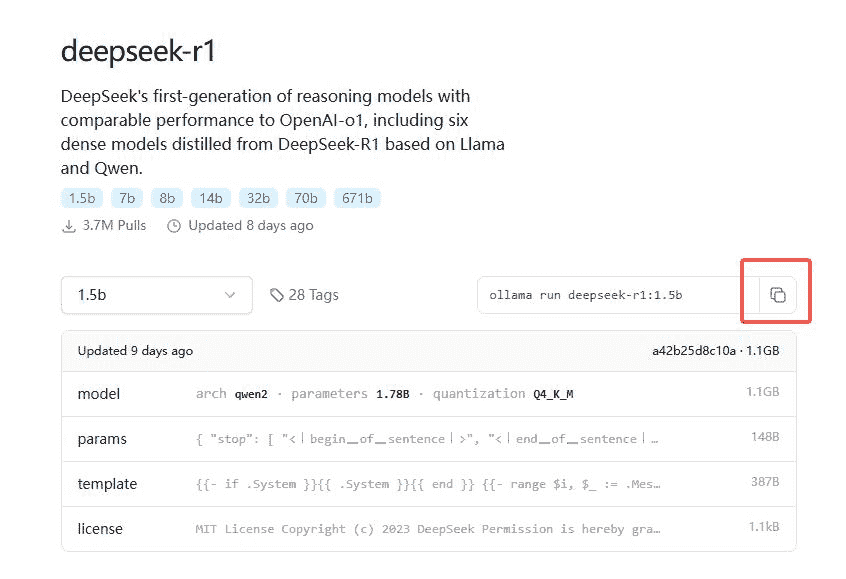 deepseek-r1
DeepSeek's first-generation of reasoning models with
comparable performance to OpenAI-o1, including six
dense models distilled from DeepSeek-R1 based on Llama
and Qwen.
1.5b 7b 8b 14b 32b 70b 671b
3.7M Pulls Updated 8 days ago
1.5b 28 Tags ollama run deepseek-r1:1.5b
Updated 9 days ago a42b25d8c10a · 1.1GB
model arch qwen2 · parameters 1.78B · quantization Q4_K_M 1.1GB
params { "stop": [ "<｜begin▁of▁sentence｜>", "<｜end▁of▁sentence｜… 148B
template {{- if .System }}{{ .System }}{{ end }} {{- range $i, $_ := .Mes… 387B
license MIT License Copyright (c) 2023 DeepSeek Permission is hereby gra… 1.1kB